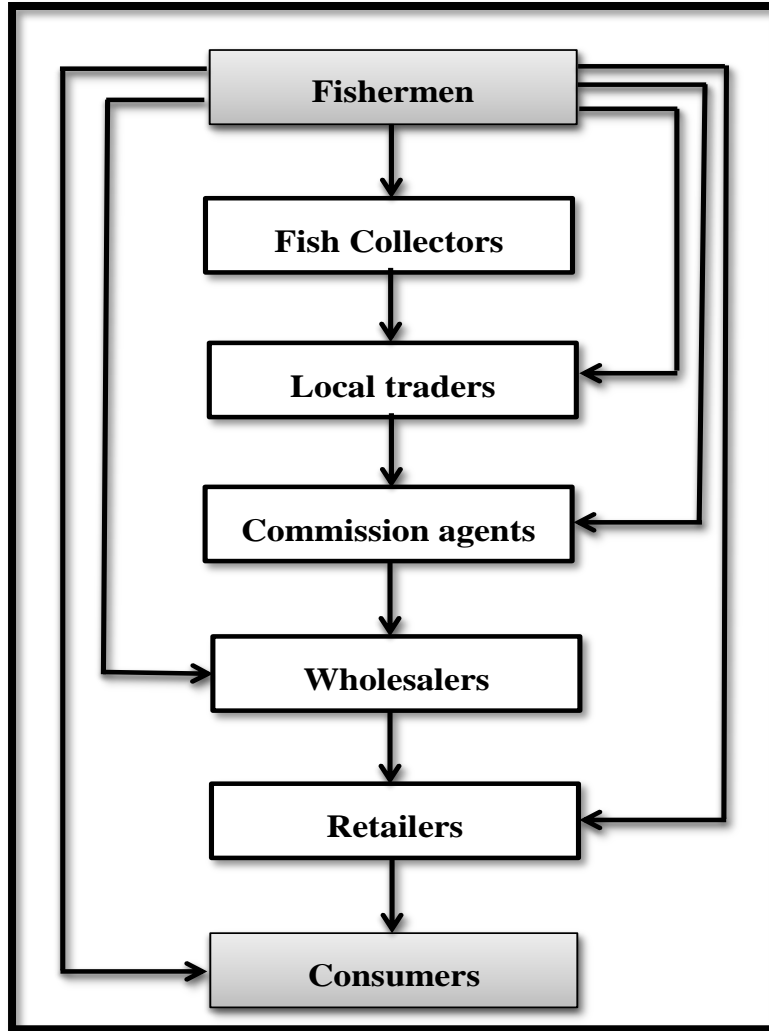 Fishermen
Fish Collectors
Local traders
Commission agents
Wholesalers
Retailers
Consumers